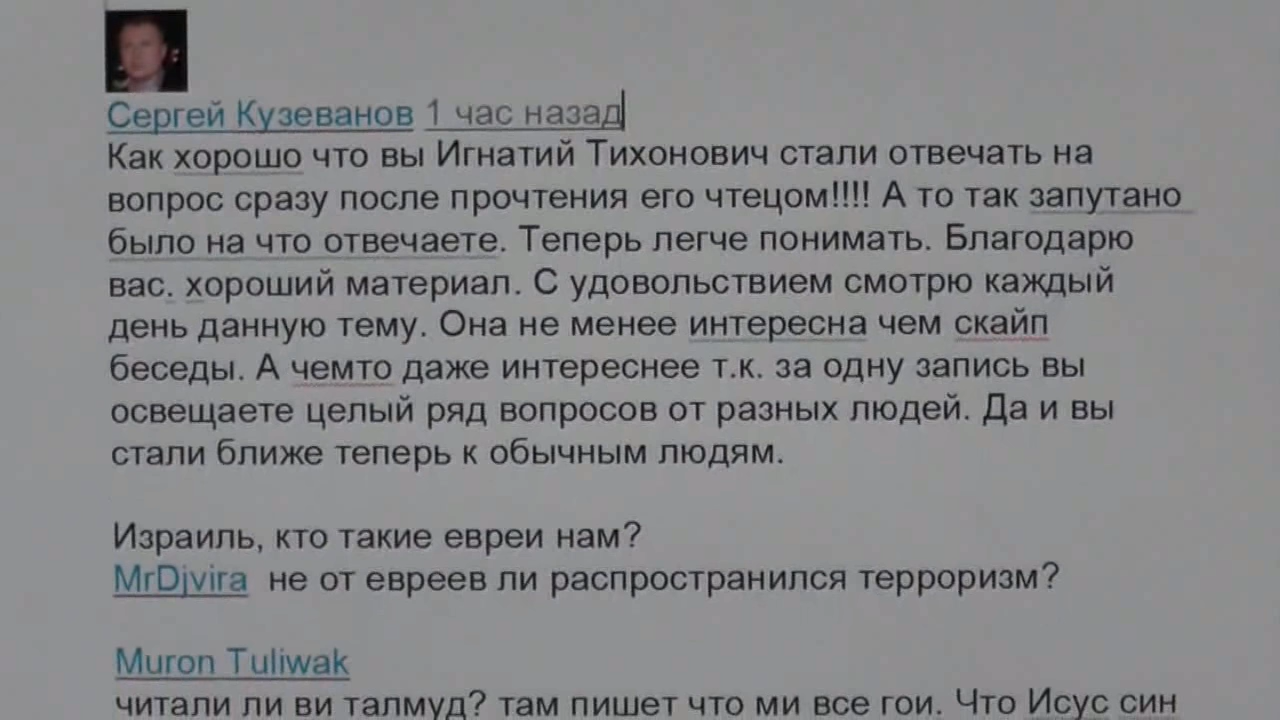 Сергей Кузеванов 1 час назад
Как хорошо что вы Игнатий Тихонович стали отвечать на
вопрос сразу после прочтения его чтецом!!!! А то так запутано
было на что отвечаете. Теперь легче понимать. Благодарю
вас. хороший материал. С удовольствием смотрю каждый
день данную тему. Она не менее интересна чем скайп
беседы. А чемто даже интереснее т.к. за одну запись вы
освещаете целый ряд вопросов от разных людей. Да и вы
стали ближе теперь к обычным людям.
Израиль, кто такие евреи нам?
MrDjvira не от евреев ли распространился терроризм?
Muron Tuliwak
читали ли ви талмуд? там пишет что ми все гои. Что Исус син